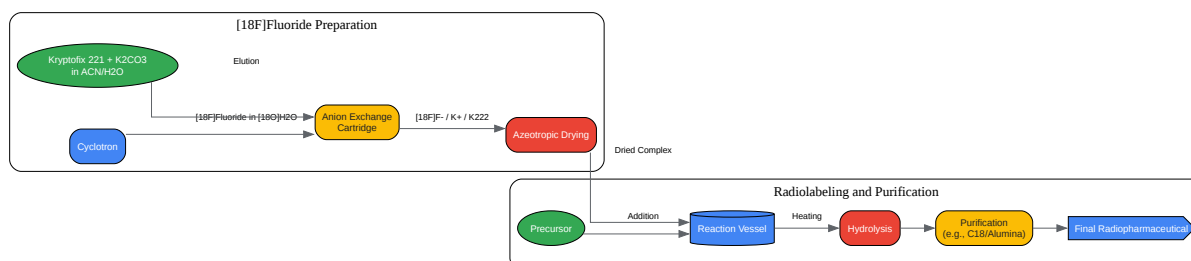 [18F]Fluoride Preparation
Kryptofix 221 + K2CO3
in ACN/H2O
Elution
[18F]Fluoride in [18O]H2O
Anion Exchange
Cartridge
[18F]F- / K+ / K222
Cyclotron
Azeotropic Drying
Dried Complex
Radiolabeling and Purification
Precursor
Addition
Reaction Vessel
Heating
Hydrolysis
Purification
(e.g., C18/Alumina)
Final Radiopharmaceutical